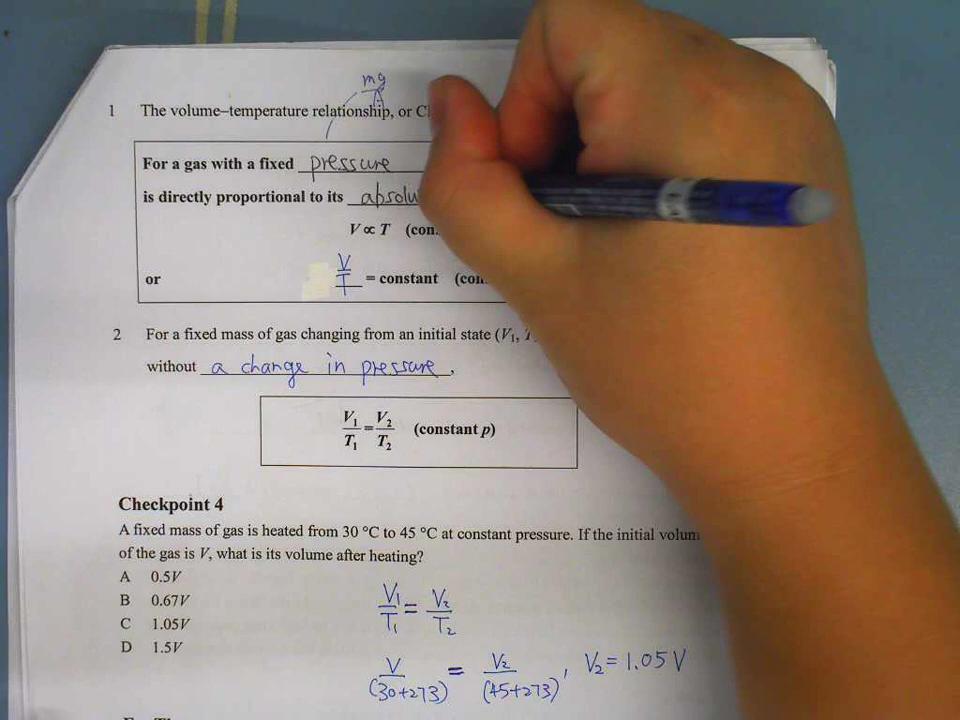 mg
A
1 The volume–temperature relationship, or C
For a gas with a fixed pressure
is directly proportional to its absolu
V ∝ T (con
or V/T = constant (con
2 For a fixed mass of gas changing from an initial state (V₁,
without a change in pressure,
V₁/T₁ = V₂/T₂ (constant p)
Checkpoint 4
A fixed mass of gas is heated from 30 °C to 45 °C at constant pressure. If the initial volum
of the gas is V, what is its volume after heating?
A 0.5V
B 0.67V
C 1.05V
D 1.5V
V₁/T₁ = V₂/T₂
V/(30+273) = V₂/(45+273), V₂ = 1.05 V